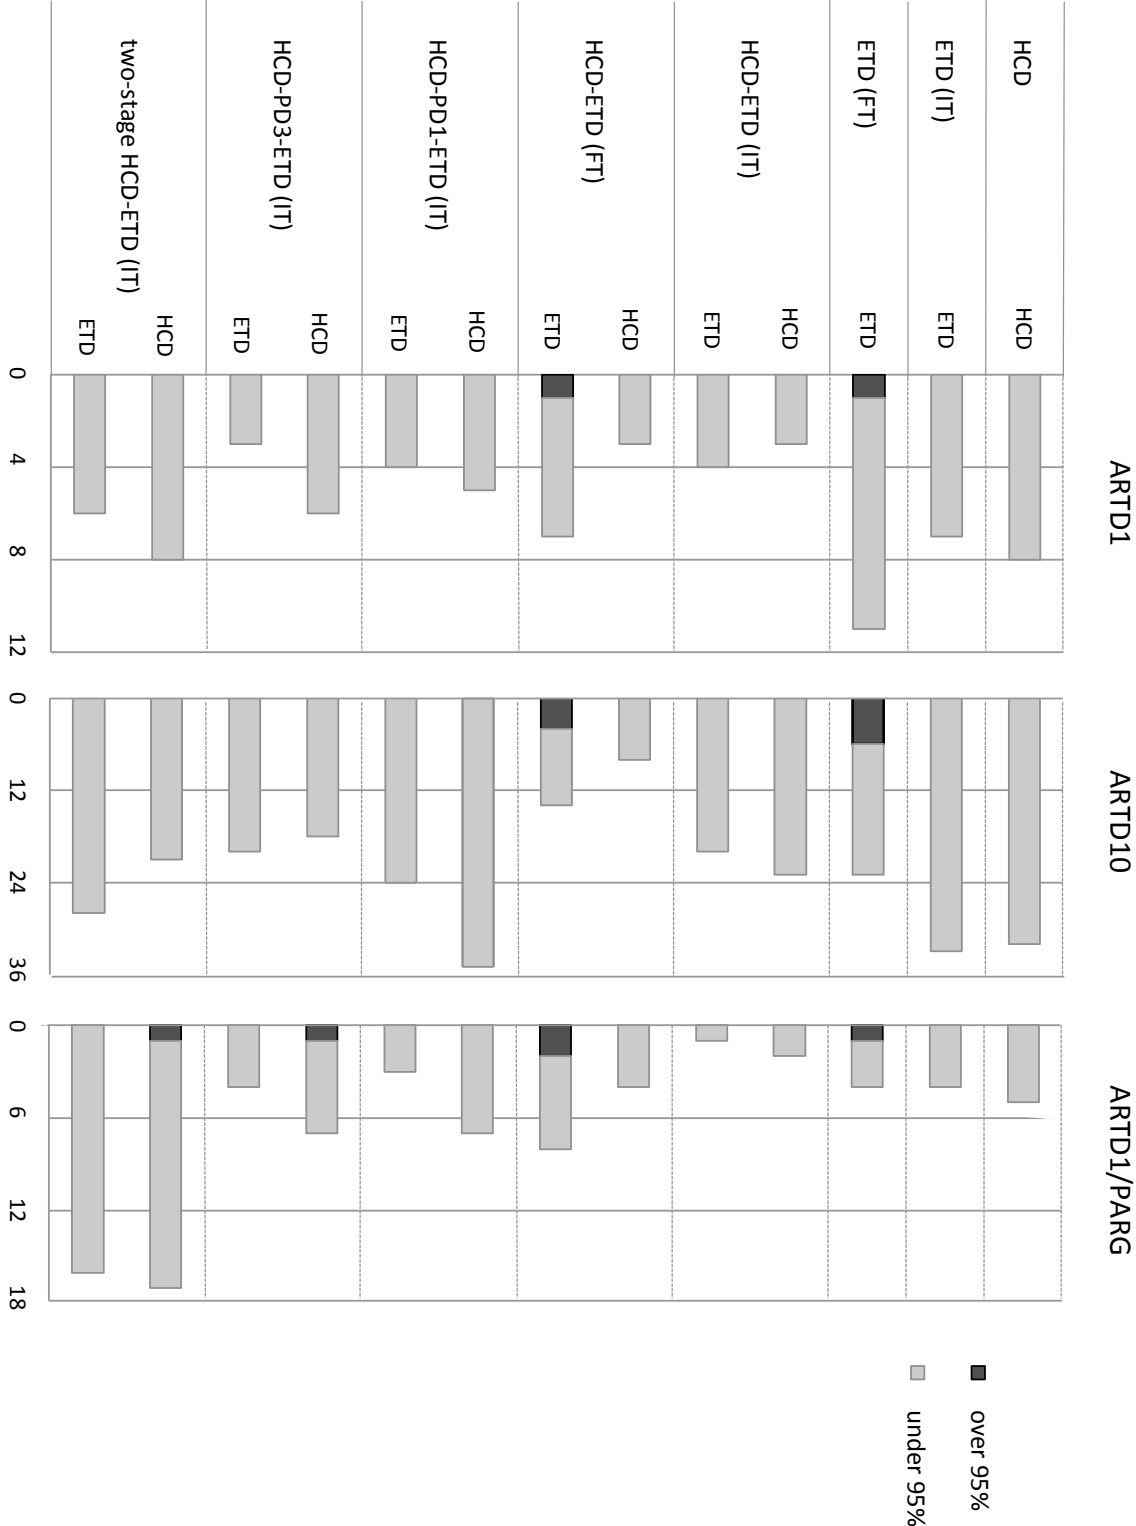 ARTD1
ARTD10
ARTD1/PARG
HCD
HCD
ETD (IT)
ETD
ETD (FT)
ETD
HCD-ETD (IT)
HCD
ETD
HCD-ETD (FT)
HCD
ETD
HCD-PD1-ETD (IT)
HCD
ETD
HCD-PD3-ETD (IT)
HCD
ETD
two-stage HCD-ETD (IT)
HCD
ETD
0 4 8 12
0 12 24 36
0 6 12 18
over 95%
under 95%